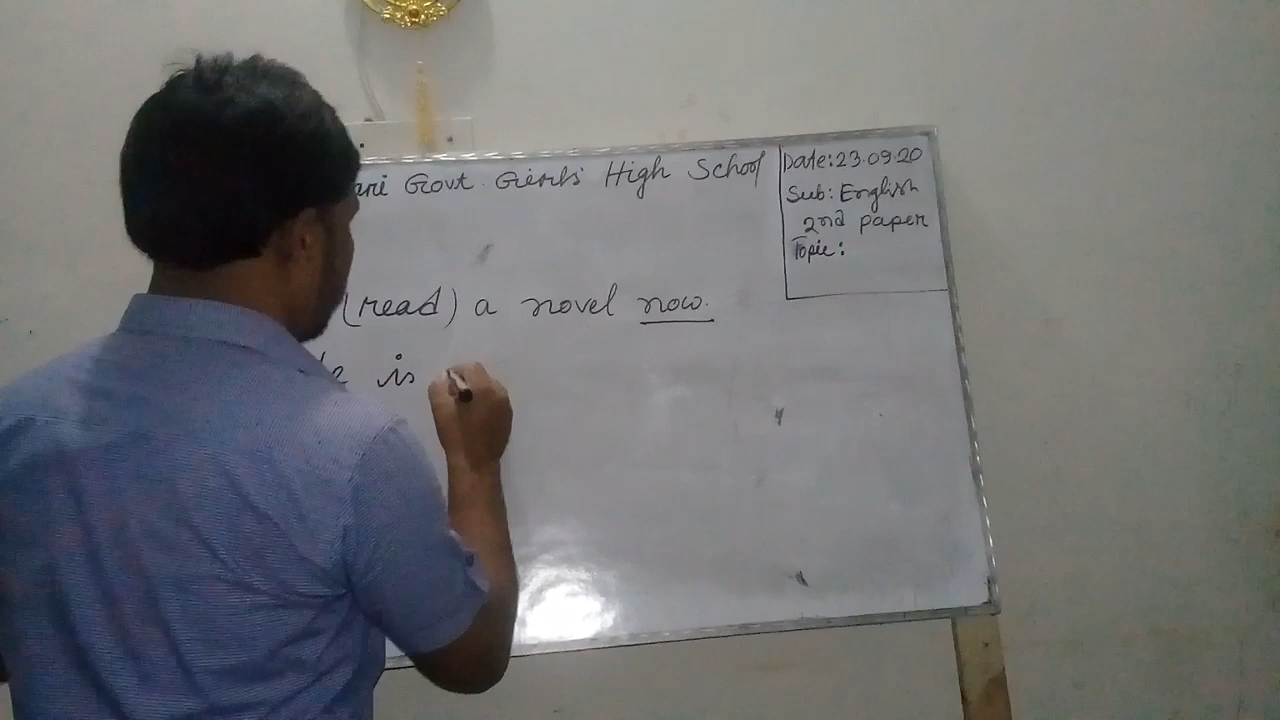 Govt. Girls High School
Date: 23.09.20
Sub: English
2nd paper
Topic:
(read) a novel now.
is